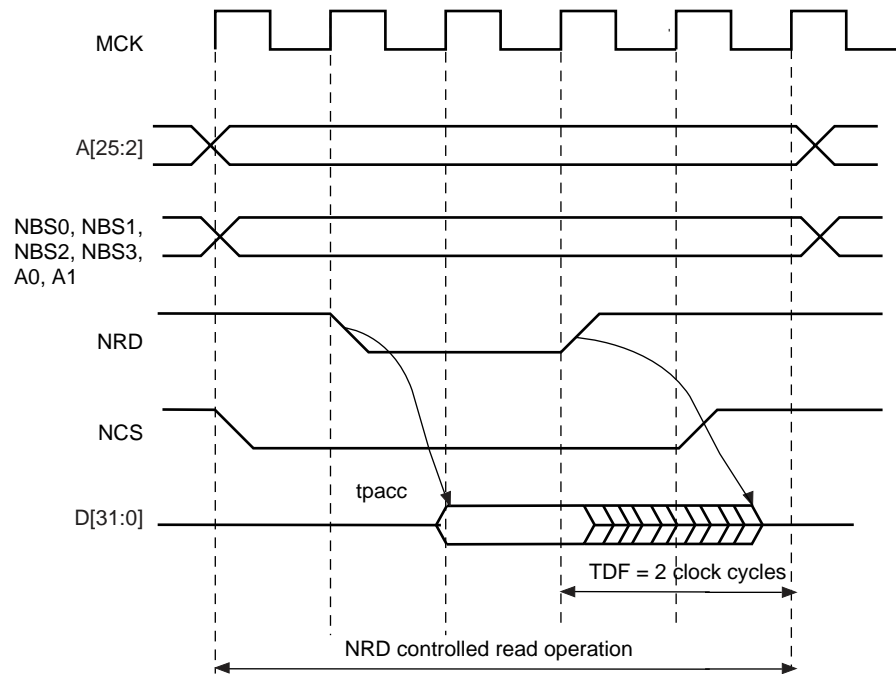 MCK
A[25:2]
NBS0, NBS1,
NBS2, NBS3,
A0, A1
NRD
NCS
tpacc
D[31:0]
TDF = 2 clock cycles
NRD controlled read operation